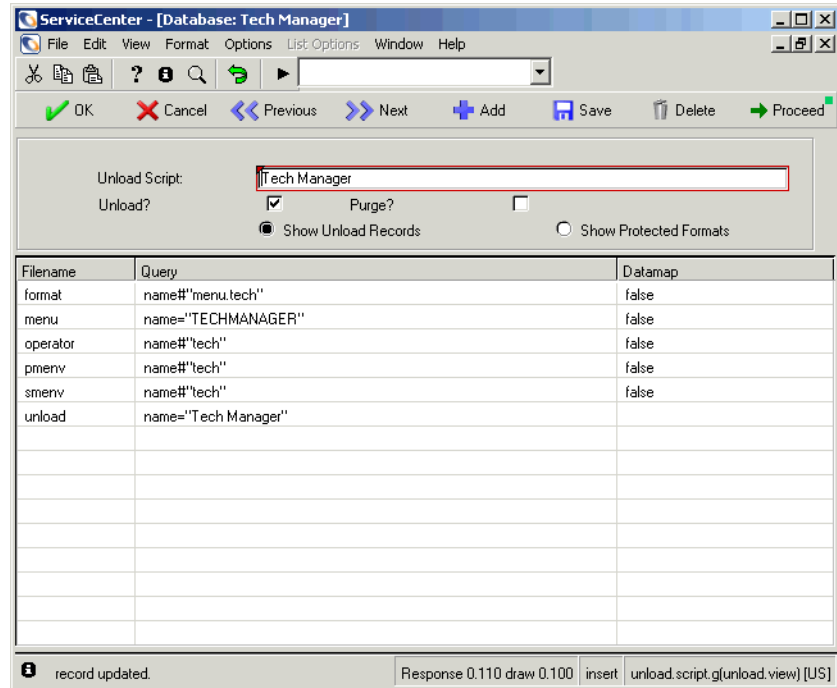 ServiceCenter - [Database: Tech Manager]
File Edit View Format Options List Options Window Help
OK Cancel Previous Next Add Save Delete Proceed
Unload Script: Tech Manager
Unload? Purge?
Show Unload Records Show Protected Formats
Filename Query Datamap
format name#"menu.tech" false
menu name="TECHMANAGER" false
operator name#"tech" false
pmenv name#"tech" false
smenv name#"tech" false
unload name="Tech Manager"
record updated. Response 0.110 draw 0.100 insert unload.script.g(unload.view) [US]